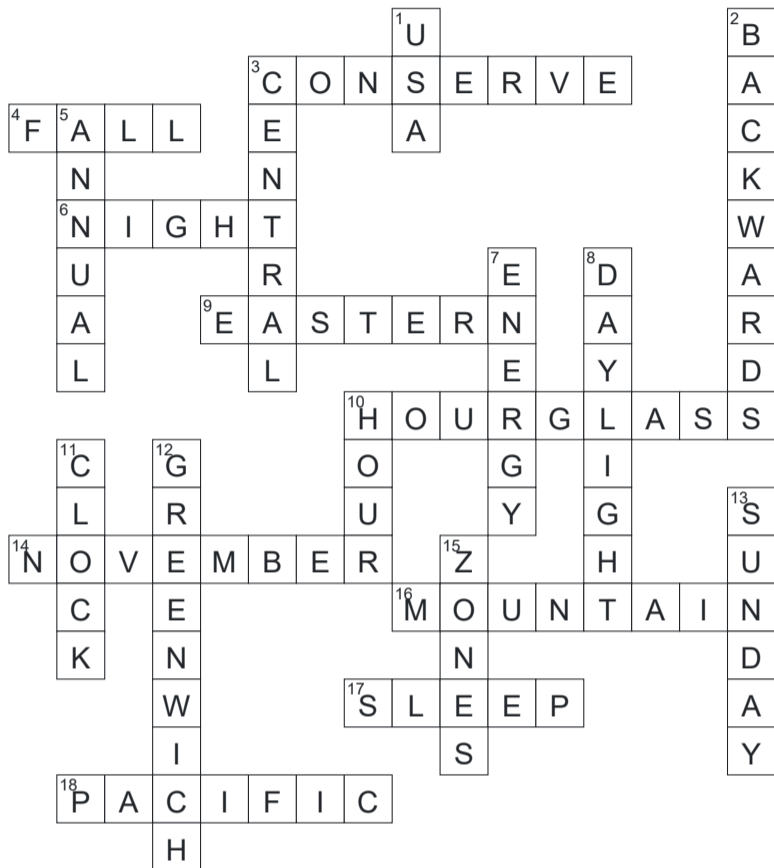 1 U 2 B
3 C O N S E R V E A
4 F 5 A L L E A C
N N K
6 N I G H T W
U R 7 E 8 D A
A 9 E A S T E R N A R
L L E Y D
10 H O U R G L A S S
11 C 12 G O G I
L R U Y G 13 S
14 N O V E M B E R 15 Z H U
C E 16 M O U N T A I N
K N N D
W 17 S L E E P A
I S Y
18 P A C I F I C
H